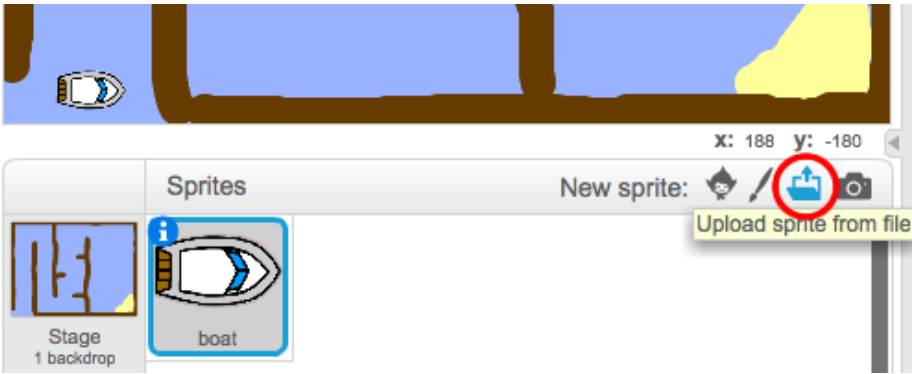 x: 188 y: -180
Sprites
New sprite:
Upload sprite from file
i
boat
Stage
1 backdrop